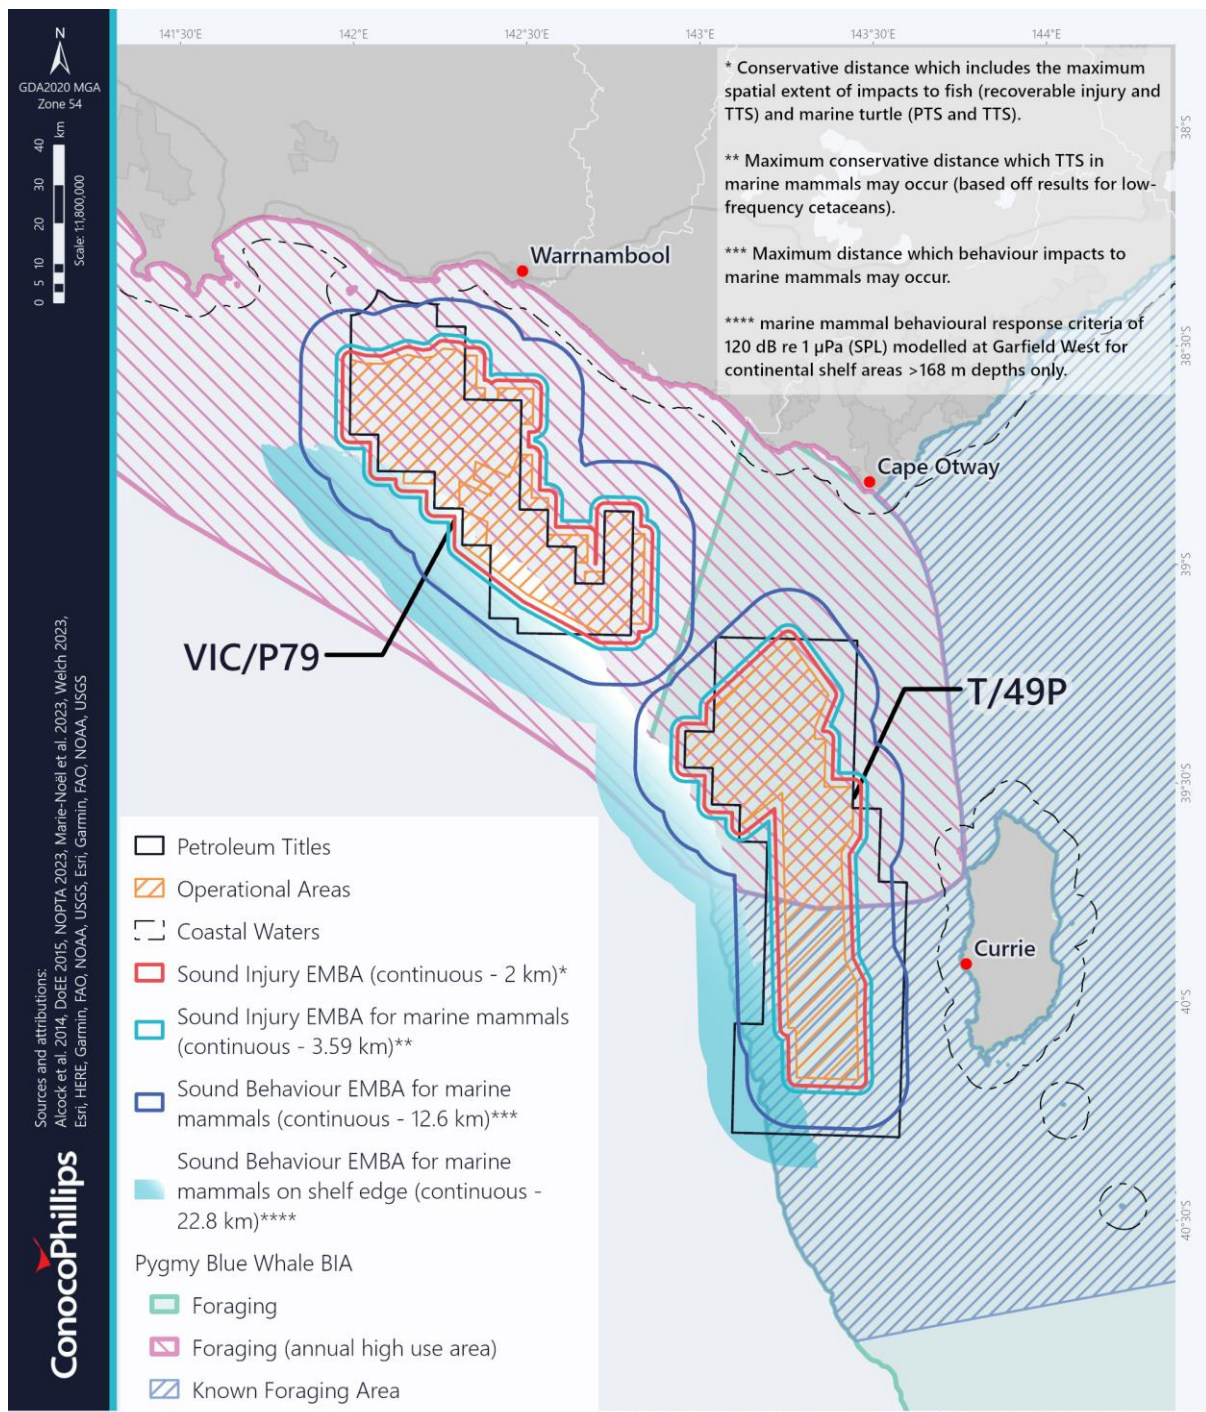 141°30'E 142°E 142°30'E 143°E 143°30'E 144°E
N
GDA2020 MGA
Zone 54
0 5 10 20 30 40 km
Scale: 1:1,800,000
* Conservative distance which includes the maximum
spatial extent of impacts to fish (recoverable injury and
TTS) and marine turtle (PTS and TTS).
** Maximum conservative distance which TTS in
marine mammals may occur (based off results for low-
frequency cetaceans).
*** Maximum distance which behaviour impacts to
marine mammals may occur.
**** marine mammal behavioural response criteria of
120 dB re 1 µPa (SPL) modelled at Garfield West for
continental shelf areas >168 m depths only.
38°S
38°30'S
39°S
39°30'S
40°S
40°30'S
Warrnambool
Cape Otway
VIC/P79
T/49P
Currie
Petroleum Titles
Operational Areas
Coastal Waters
Sound Injury EMBA (continuous - 2 km)*
Sound Injury EMBA for marine mammals
(continuous - 3.59 km)**
Sound Behaviour EMBA for marine
mammals (continuous - 12.6 km)***
Sound Behaviour EMBA for marine
mammals on shelf edge (continuous -
22.8 km)****
Pygmy Blue Whale BIA
Foraging
Foraging (annual high use area)
Known Foraging Area
Sources and attributions:
Alcock et al. 2014, DoEE 2015, NOPTA 2023, Marie-Noël et al. 2023, Welch 2023,
Esri, HERE, Garmin, FAO, NOAA, USGS, Esri, Garmin, FAO, NOAA, USGS
ConocoPhillips